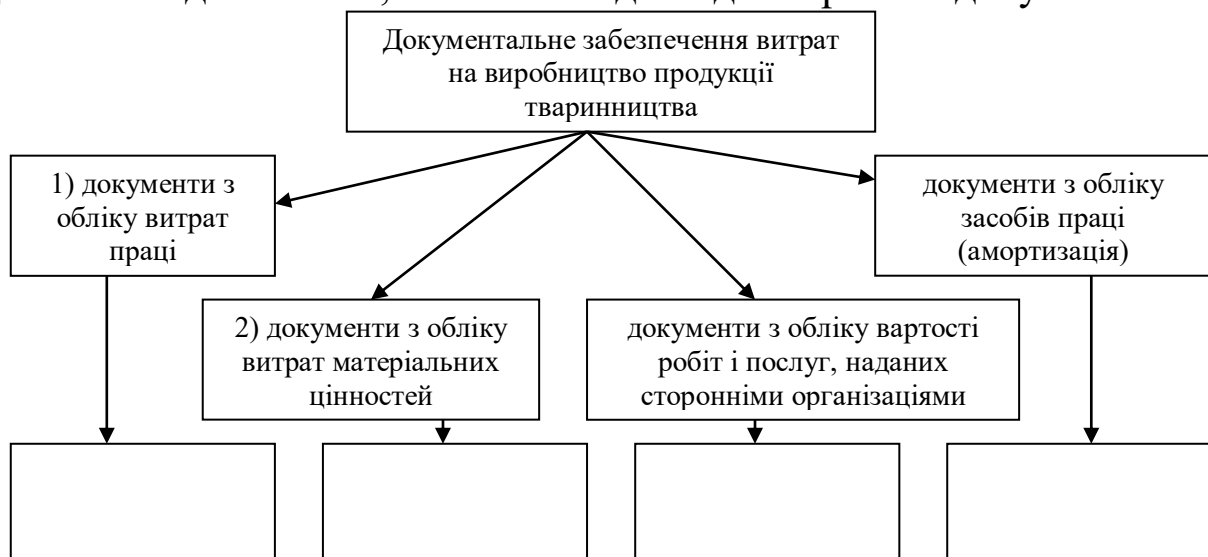 Документальне забезпечення витрат
на виробництво продукції
тваринництва
1) документи з
обліку витрат
праці
документи з обліку
засобів праці
(амортизація)
2) документи з обліку
витрат матеріальних
цінностей
документи з обліку вартості
робіт і послуг, наданих
сторонніми організаціями